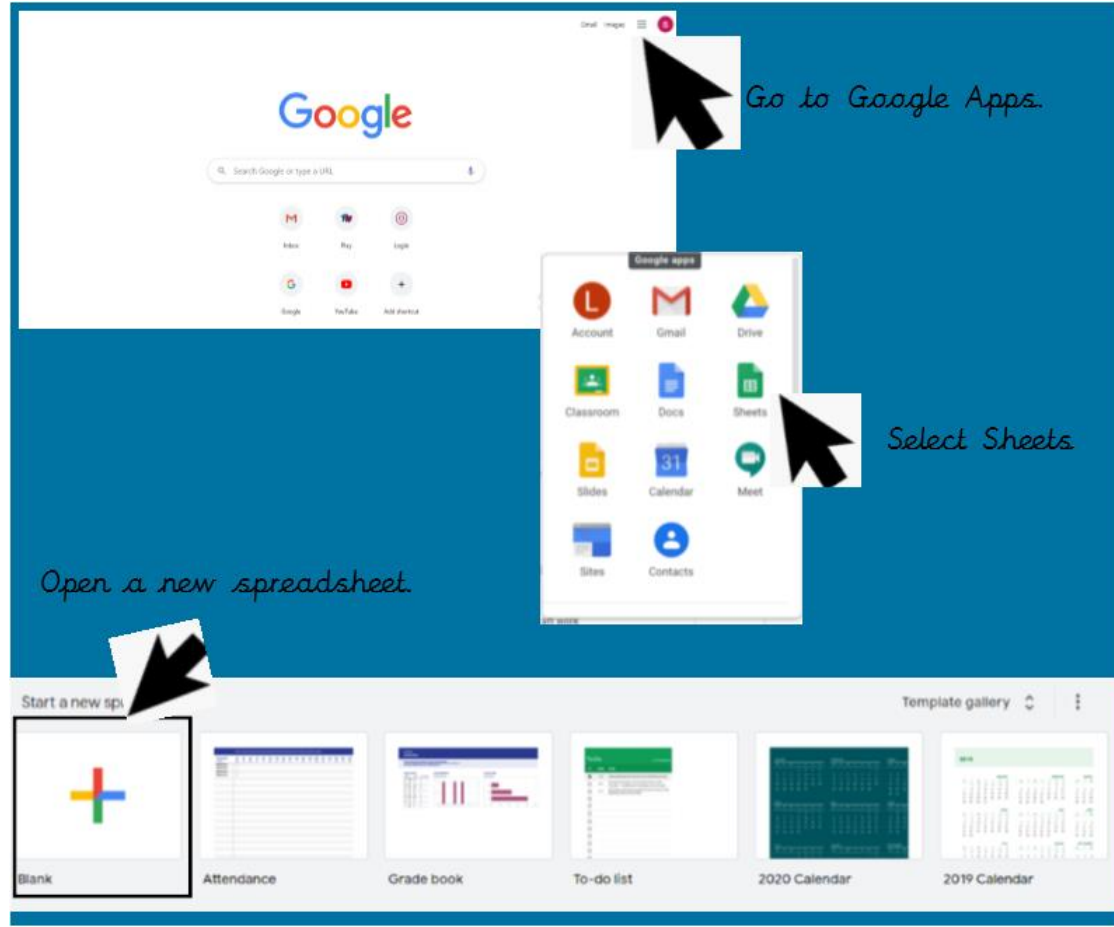 Gmail Images S
Go to Google Apps.
Google
Search Google or type a URL
Inbox Play Login
Google YouTube Add shortcut
Google apps
L
Account Gmail Drive
Classroom Docs Sheets
Select Sheets
31
Slides Calendar Meet
Sites Contacts
Open a new spreadsheet.
Start a new
Template gallery
Blank Attendance Grade book To-do list 2020 Calendar 2019 Calendar